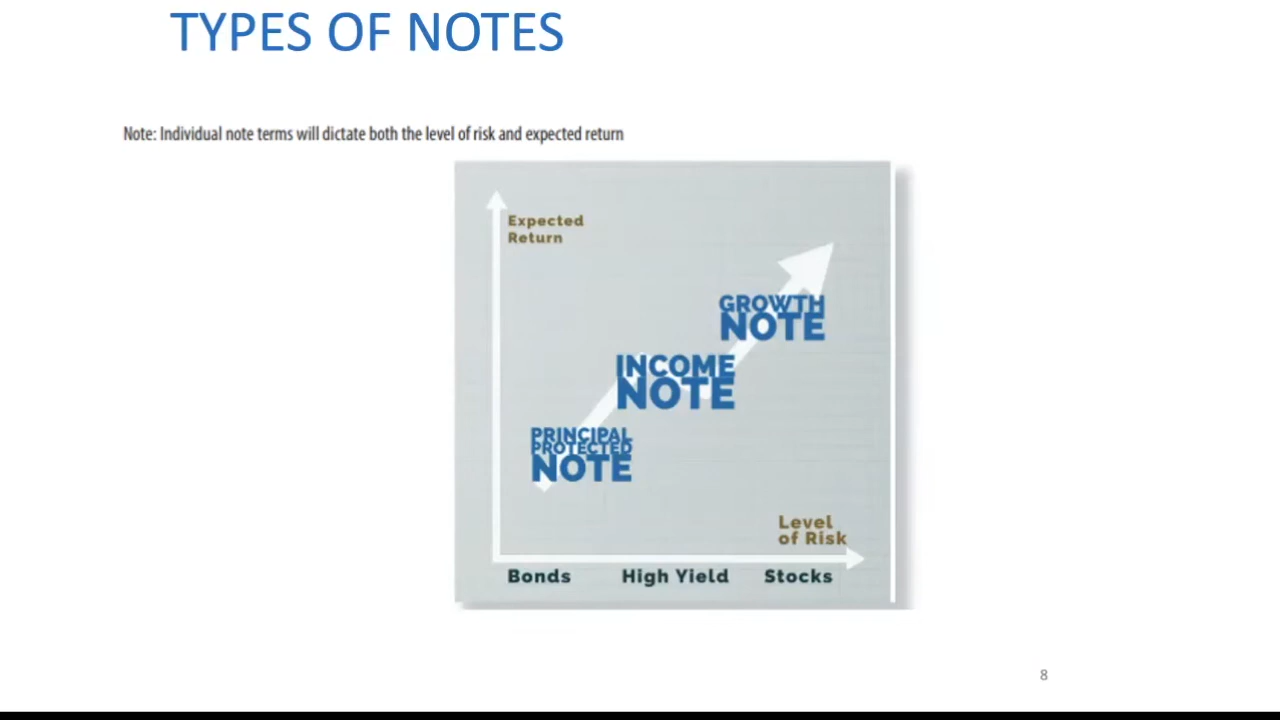 TYPES OF NOTES
Note: Individual note terms will dictate both the level of risk and expected return
Expected
Return
GROWTH
NOTE
INCOME
NOTE
PRINCIPAL
PROTECTED
NOTE
Level
of Risk
Bonds High Yield Stocks
8